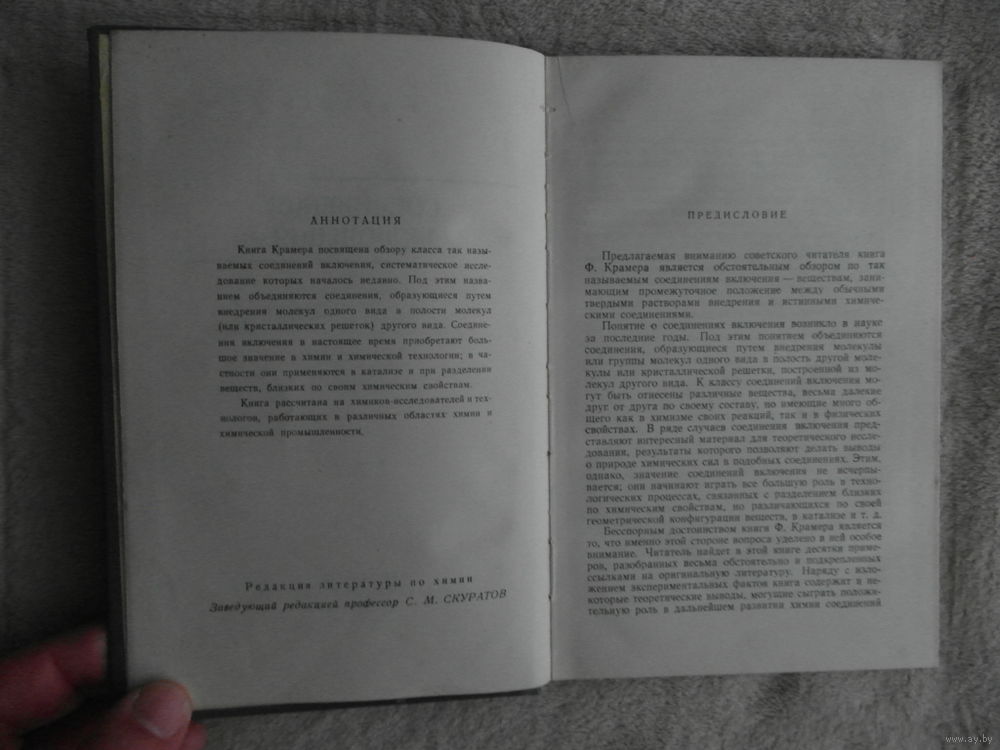 АННОТАЦИЯ
Книга Крамера посвящена обзору класса так назы-
ваемых соединений включения, систематическое иссле-
дование которых началось недавно. Под этим назва-
нием объединяются соединения, образующиеся путем
внедрения молекул одного вида в полости молекул
(или кристаллических решеток) другого вида. Соедине-
ния включения в настоящее время приобретают боль-
шое значение в химии и химической технологии; в част-
ности они применяются в катализе и при разделении
веществ, близких по своим химическим свойствам.
Книга рассчитана на химиков-исследователей и тех-
нологов, работающих в различных областях химии и
химической промышленности.
Редакция литературы по химии
Заведующий редакцией профессор С. М. СКУРАТОВ
ПРЕДИСЛОВИЕ
Предлагаемая вниманию советского читателя книга
Ф. Крамера является обстоятельным обзором по так
называемым соединениям включения — веществам, зани-
мающим промежуточное положение между обычными
твердыми растворами внедрения и истинными химиче-
скими соединениями.
Понятие о соединениях включения возникло в науке
за последние годы. Под этим понятием объединяются
соединения, образующиеся путем внедрения молекулы
или группы молекул одного вида в полость другой моле-
кулы или кристаллической решетки, построенной из мо-
лекул другого вида. К классу соединений включения мо-
гут быть отнесены различные вещества, весьма далекие
друг от друга по своему составу, но имеющие много об-
щего как в химизме своих реакций, так и в физических
свойствах. В ряде случаев соединения включения пред-
ставляют интересный материал для теоретического иссле-
дования, результаты которого позволяют делать выводы
о природе химических сил в подобных соединениях. Этим,
однако, значение соединений включения не исчерпы-
вается; они начинают играть все большую роль в техно-
логических процессах, связанных с разделением близких
по химическим свойствам, но различающихся по своей
геометрической конфигурации веществ, в катализе и т. д.
Бесспорным достоинством книги Ф. Крамера является
то, что именно этой стороне вопроса уделено в ней особое
внимание. Читатель найдет в этой книге десятки приме-
ров, разобранных весьма обстоятельно и подкрепленных
ссылками на оригинальную литературу. Наряду с изло-
жением экспериментальных фактов книга содержит и не-
которые теоретические выводы, могущие сыграть положи-
тельную роль в дальнейшем развитии химии соединений
www.ay.by